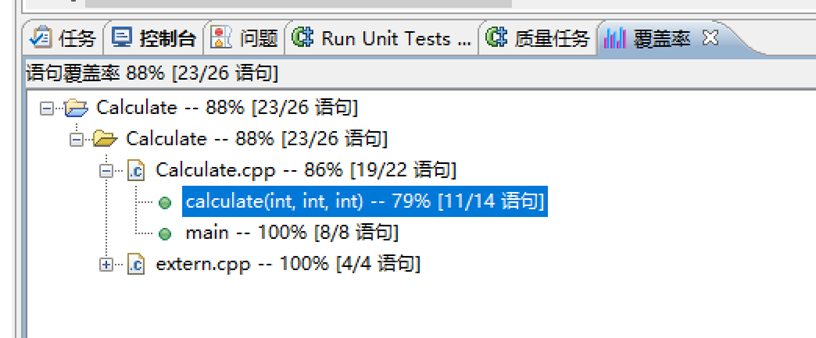 任务 控制台 问题 Run Unit Tests ... 质量任务 覆盖率
语句覆盖率 88% [23/26 语句]
Calculate -- 88% [23/26 语句]
Calculate -- 88% [23/26 语句]
Calculate.cpp -- 86% [19/22 语句]
calculate(int, int, int) -- 79% [11/14 语句]
main -- 100% [8/8 语句]
extern.cpp -- 100% [4/4 语句]